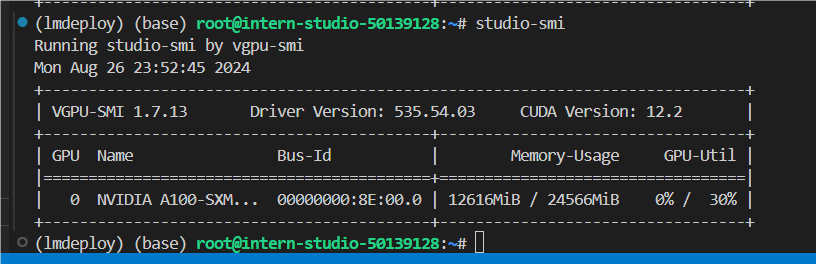 (lmdeploy) (base) root@intern-studio-50139128:~# studio-smi
Running studio-smi by vgpu-smi
Mon Aug 26 23:52:45 2024
+------------------------------------------------------------------------------+
| VGPU-SMI 1.7.13       Driver Version: 535.54.03     CUDA Version: 12.2       |
+-------------------------------------------+----------------------------------+
| GPU  Name                Bus-Id           |        Memory-Usage     GPU-Util |
|===========================================+==================================|
|   0  NVIDIA A100-SXM...  00000000:8E:00.0 | 12616MiB / 24566MiB    0% /  30% |
+-------------------------------------------+----------------------------------+
(lmdeploy) (base) root@intern-studio-50139128:~#